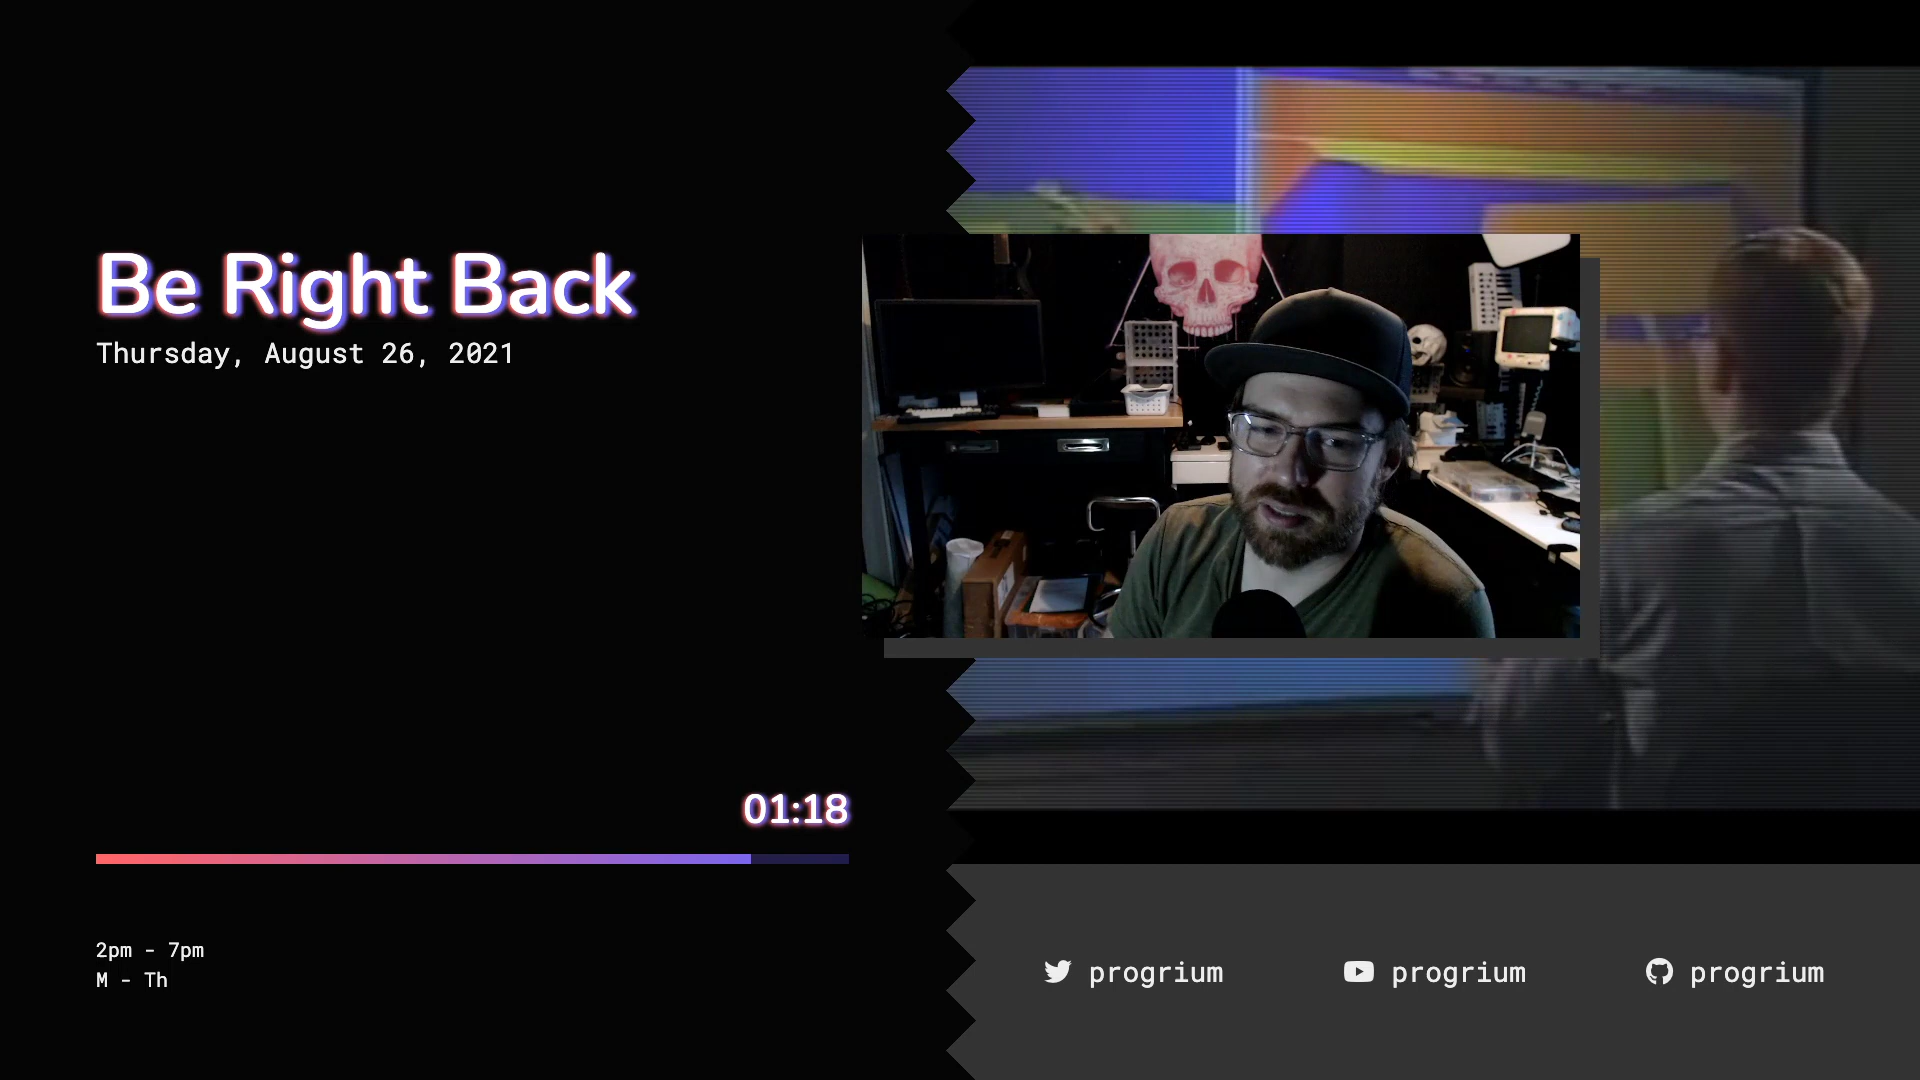 Be Right Back
Thursday, August 26, 2021
01:18
2pm - 7pm
M - Th
progrium
progrium
progrium